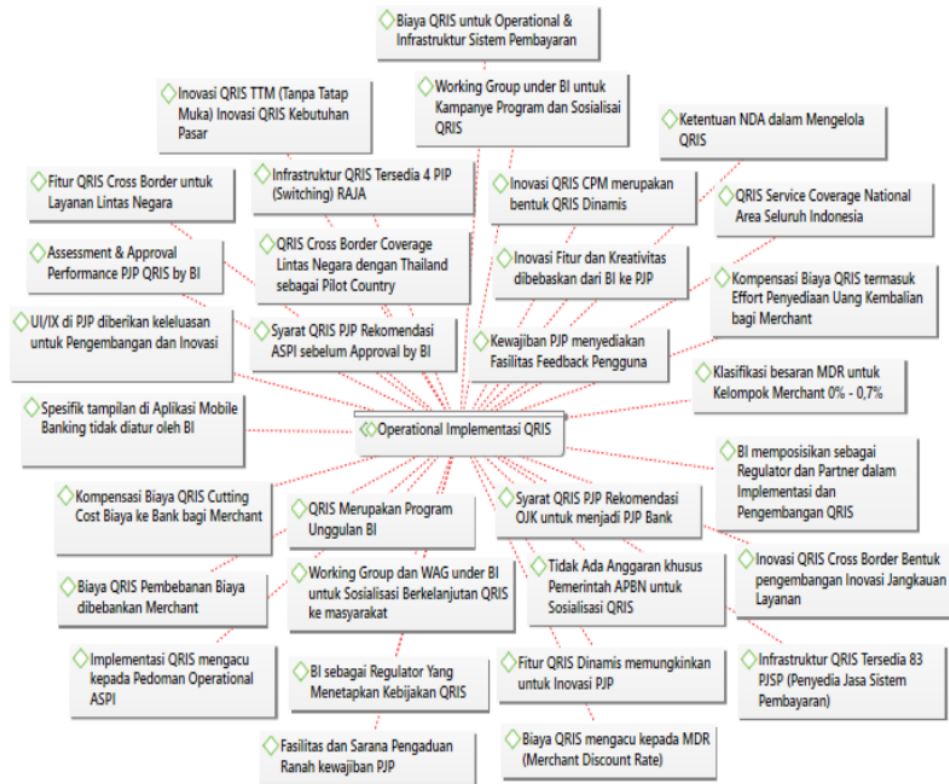 Biaya QRIS untuk Operational &
Infrastruktur Sistem Pembayaran
Inovasi QRIS TTM (Tanpa Tatap
Muka) Inovasi QRIS Kebutuhan
Pasar
Working Group under BI untuk
Kampanye Program dan Sosialisai
QRIS
Ketentuan NDA dalam Mengelola
QRIS
Fitur QRIS Cross Border untuk
Layanan Lintas Negara
Infrastruktur QRIS Tersedia 4 PIP
(Switching) RAJA
Inovasi QRIS CPM merupakan
bentuk QRIS Dinamis
QRIS Service Coverage National
Area Seluruh Indonesia
Assessment & Approval
Performance PJP QRIS by BI
QRIS Cross Border Coverage
Lintas Negara dengan Thailand
sebagai Pilot Country
Inovasi Fitur dan Kreativitas
dibebaskan dari BI ke PJP
Kompensasi Biaya QRIS termasuk
Effort Penyediaan Uang Kembalian
bagi Merchant
UI/IX di PJP diberikan keleluasan
untuk Pengembangan dan Inovasi
Syarat QRIS PJP Rekomendasi
ASPI sebelum Approval by BI
Kewajiban PJP menyediakan
Fasilitas Feedback Pengguna
Klasifikasi besaran MDR untuk
Kelompok Merchant 0% - 0,7%
Spesifik tampilan di Aplikasi Mobile
Banking tidak diatur oleh BI
Operational Implementasi QRIS
BI memposisikan sebagai
Regulator dan Partner dalam
Implementasi dan
Pengembangan QRIS
Kompensasi Biaya QRIS Cutting
Cost Biaya ke Bank bagi Merchant
QRIS Merupakan Program
Unggulan BI
Syarat QRIS PJP Rekomendasi
OJK untuk menjadi PJP Bank
Inovasi QRIS Cross Border Bentuk
pengembangan Inovasi Jangkauan
Layanan
Biaya QRIS Pembebanan Biaya
dibebankan Merchant
Working Group dan WAG under BI
untuk Sosialisasi Berkelanjutan QRIS
ke masyarakat
Tidak Ada Anggaran khusus
Pemerintah APBN untuk
Sosialisasi QRIS
Implementasi QRIS mengacu
kepada Pedoman Operational
ASPI
BI sebagai Regulator Yang
Menetapkan Kebijakan QRIS
Fitur QRIS Dinamis memungkinkan
untuk Inovasi PJP
Infrastruktur QRIS Tersedia 83
PJSP (Penyedia Jasa Sistem
Pembayaran)
Fasilitas dan Sarana Pengaduan
Ranah kewajiban PJP
Biaya QRIS mengacu kepada MDR
(Merchant Discount Rate)